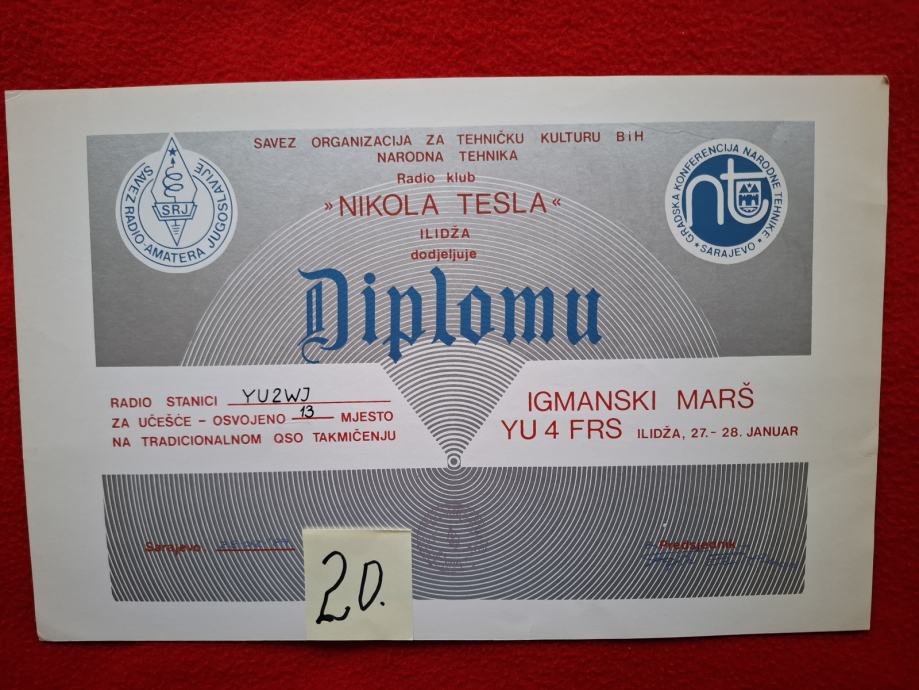 SAVEZ ORGANIZACIJA ZA TEHNIČKU KULTURU BiH
NARODNA TEHNIKA
Radio klub
»NIKOLA TESLA«
ILIDŽA
dodjeljuje
Diplomu
SAVEZ RADIO-AMATERA JUGOSLAVIJE
SRJ
GRADSKA KONFERENCIJA NARODNE TEHNIKE
nt
• SARAJEVO •
RADIO STANICI YU2WJ
ZA UČEŠĆE – OSVOJENO 13 MJESTO
NA TRADICIONALNOM QSO TAKMIČENJU
IGMANSKI MARŠ
YU 4 FRS ILIDŽA, 27.- 28. JANUAR
Sarajevo,
Predsjednik
20.